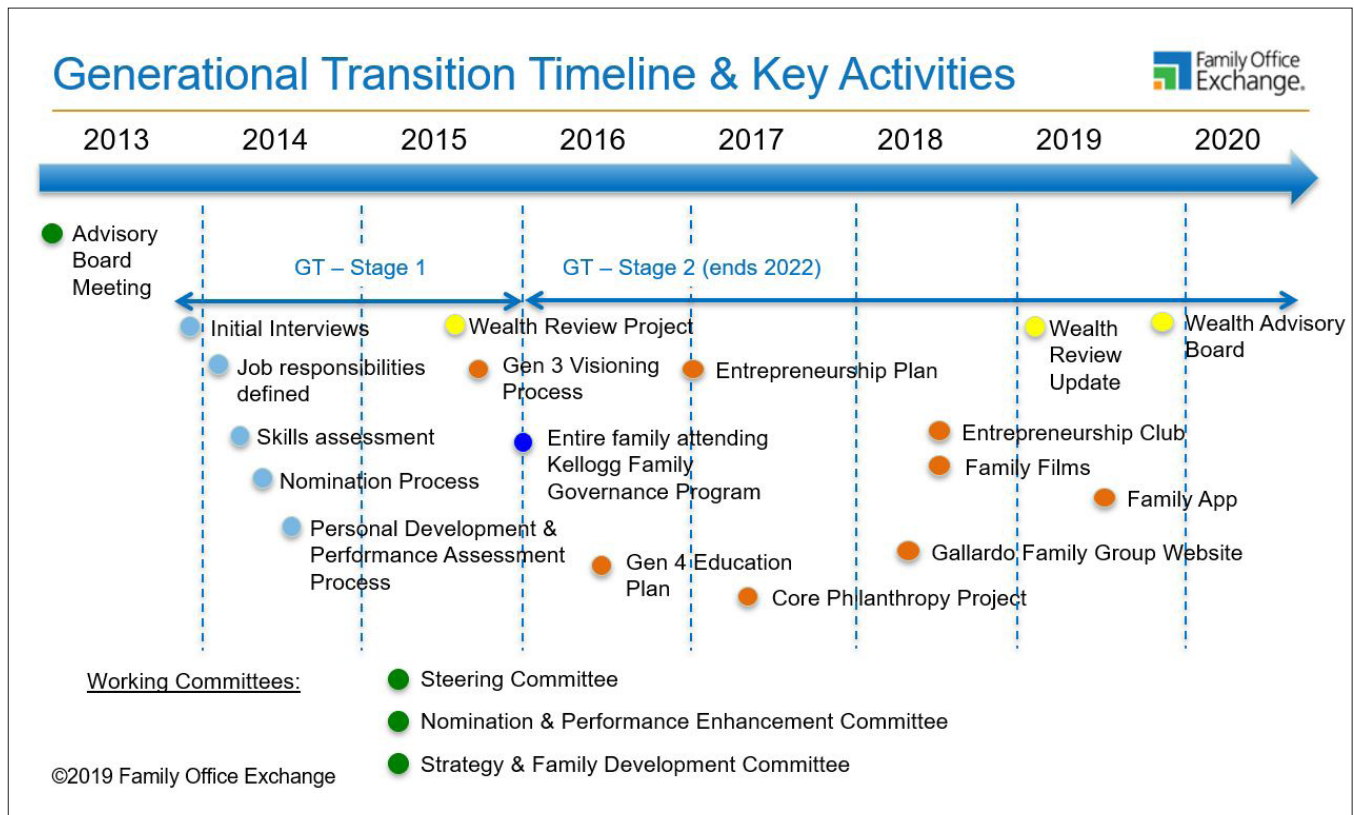 Generational Transition Timeline & Key Activities
Family Office
Exchange.
2013
2014
2015
2016
2017
2018
2019
2020
Advisory
Board
Meeting
GT – Stage 1
GT – Stage 2 (ends 2022)
Initial Interviews
Wealth Review Project
Wealth
Review
Update
Wealth Advisory
Board
Job responsibilities
defined
Gen 3 Visioning
Process
Entrepreneurship Plan
Skills assessment
Entire family attending
Kellogg Family
Governance Program
Entrepreneurship Club
Family Films
Nomination Process
Family App
Personal Development &
Performance Assessment
Process
Gen 4 Education
Plan
Gallardo Family Group Website
Core Philanthropy Project
Working Committees:
Steering Committee
Nomination & Performance Enhancement Committee
Strategy & Family Development Committee
©2019 Family Office Exchange